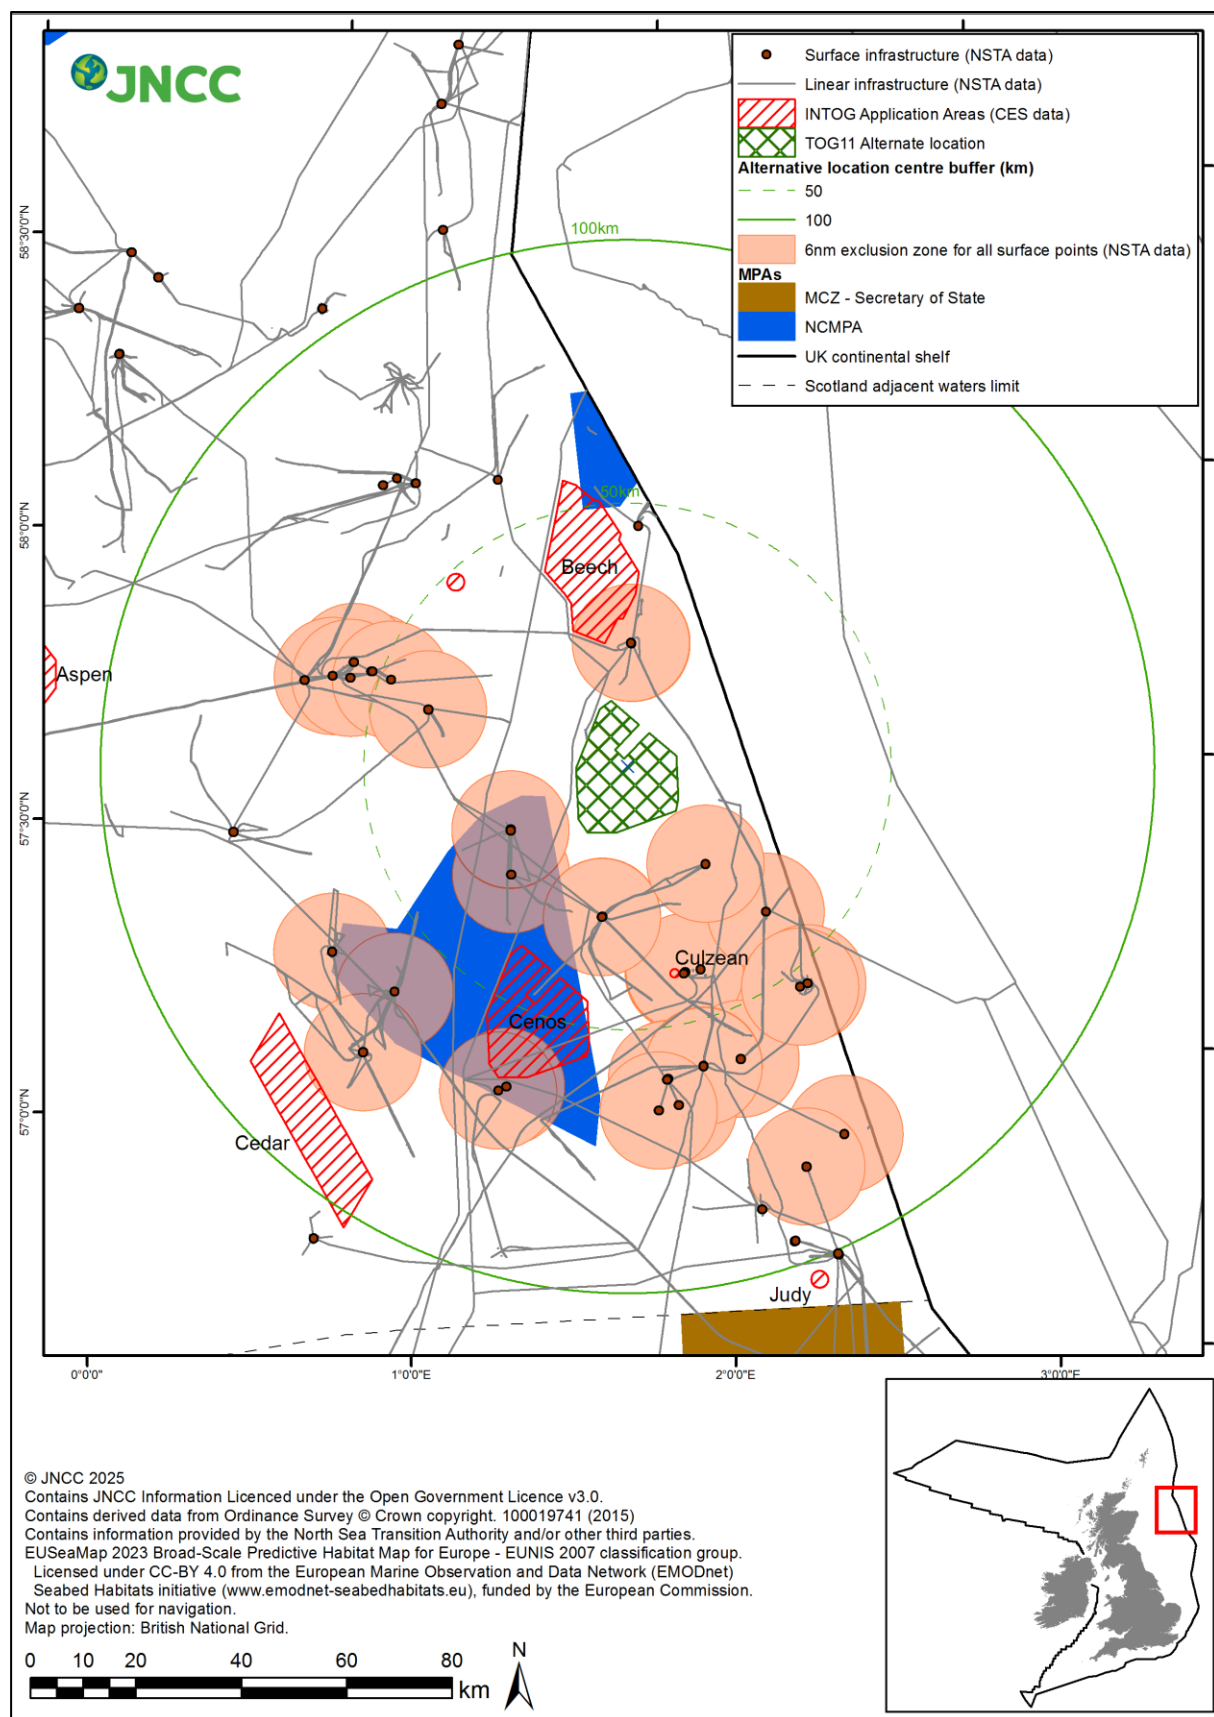 JNCC
Surface infrastructure (NSTA data)
Linear infrastructure (NSTA data)
INTOG Application Areas (CES data)
TOG11 Alternate location
Alternative location centre buffer (km)
50
100
6nm exclusion zone for all surface points (NSTA data)
MPAs
MCZ - Secretary of State
NCMPA
UK continental shelf
Scotland adjacent waters limit
58°30'0"N
100km
58°0'0"N
50km
Beech
Aspen
57°30'0"N
Culzean
Cenos
57°0'0"N
Cedar
Judy
0°0'0"
1°0'0"E
2°0'0"E
3°0'0"E
© JNCC 2025
Contains JNCC Information Licenced under the Open Government Licence v3.0.
Contains derived data from Ordinance Survey © Crown copyright. 100019741 (2015)
Contains information provided by the North Sea Transition Authority and/or other third parties.
EUSeaMap 2023 Broad-Scale Predictive Habitat Map for Europe - EUNIS 2007 classification group.
Licensed under CC-BY 4.0 from the European Marine Observation and Data Network (EMODnet)
Seabed Habitats initiative (www.emodnet-seabedhabitats.eu), funded by the European Commission.
Not to be used for navigation.
Map projection: British National Grid.
0 10 20 40 60 80
km
N